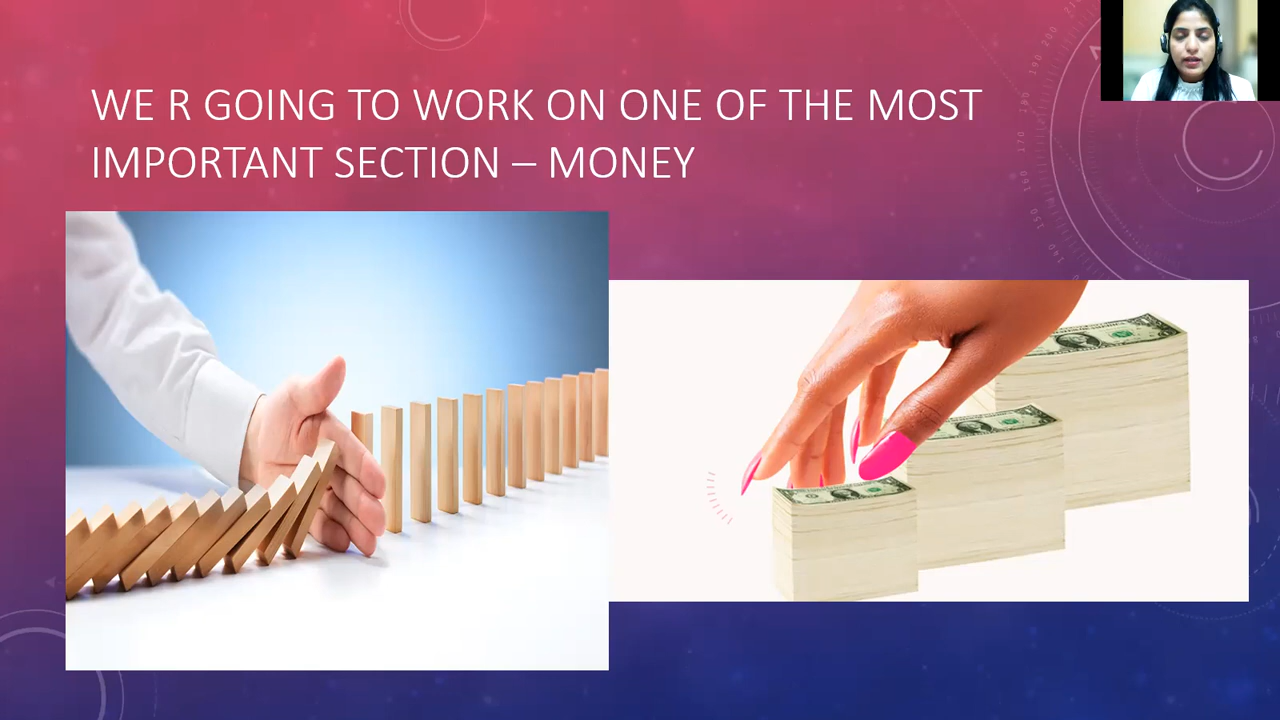 WE R GOING TO WORK ON ONE OF THE MOST
IMPORTANT SECTION – MONEY